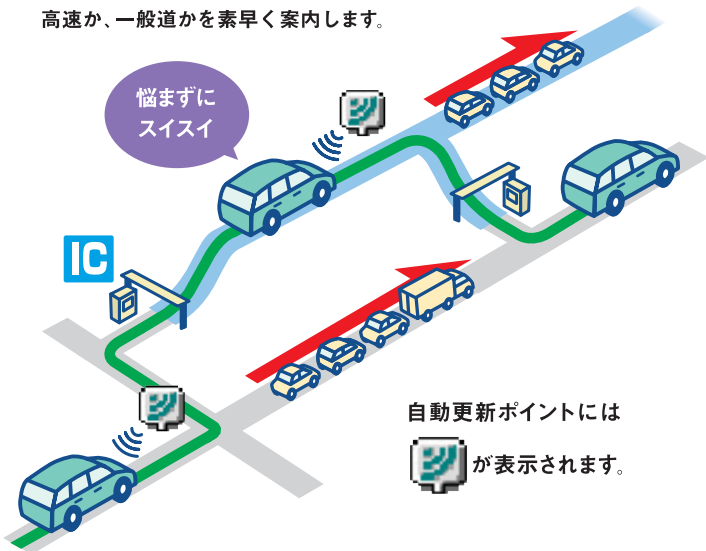 高速か、一般道かを素早く案内します。
悩まずに
スイスイ
IC
自動更新ポイントには
が表示されます。